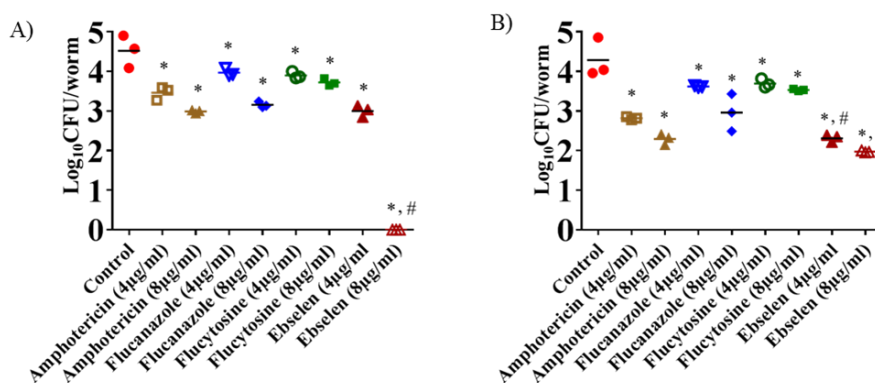 A)
Log10CFU/worm
5
4
3
2
1
0
*
*
*
*
*
*
*
*, #
Control
Amphotericin (4µg/ml)
Amphotericin (8µg/ml)
Flucanazole (4µg/ml)
Flucanazole (8µg/ml)
Flucytosine (4µg/ml)
Flucytosine (8µg/ml)
Ebselen (4µg/ml
Ebselen (8µg/ml)
B)
Log10CFU/worm
5
4
3
2
1
0
*
*
*
*
*
*
*, #
*,
Control
Amphotericin (4µg/ml)
Amphotericin (8µg/ml)
Flucanazole (4µg/ml)
Flucanazole (8µg/ml)
Flucytosine (4µg/ml)
Flucytosine (8µg/ml)
Ebselen (4µg/ml
Ebselen (8µg/ml)